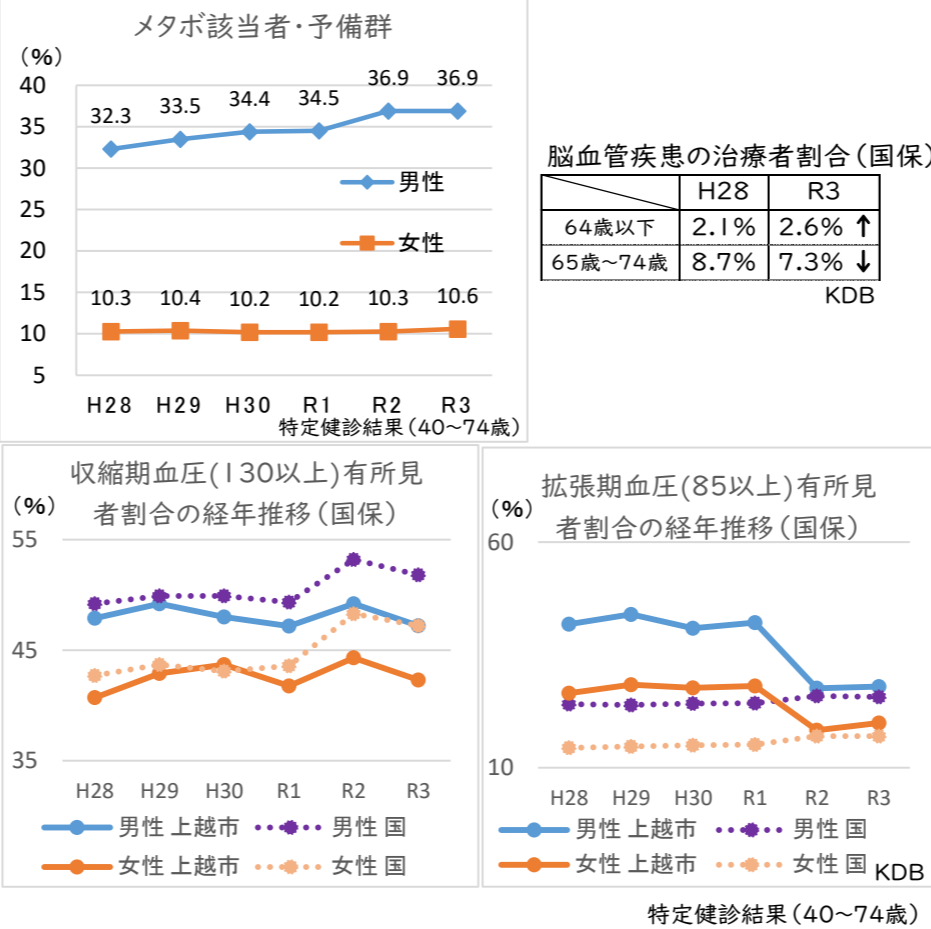 メタボ該当者・予備群
(%)
40
35
30
25
20
15
10
5
32.3
33.5
34.4
34.5
36.9
36.9
男性
女性
10.3
10.4
10.2
10.2
10.3
10.6
H28 H29 H30 R1 R2 R3
特定健診結果(40~74歳)
脳血管疾患の治療者割合(国保)
H28 R3
64歳以下 2.1% 2.6% ↑
65歳~74歳 8.7% 7.3% ↓
KDB
収縮期血圧(130以上)有所見
者割合の経年推移(国保)
(%)
55
45
35
H28 H29 H30 R1 R2 R3
男性 上越市 男性 国
女性 上越市 女性 国
拡張期血圧(85以上)有所見
者割合の経年推移(国保)
(%)
60
10
H28 H29 H30 R1 R2 R3
男性 上越市 男性 国
女性 上越市 女性 国
KDB
特定健診結果(40~74歳)